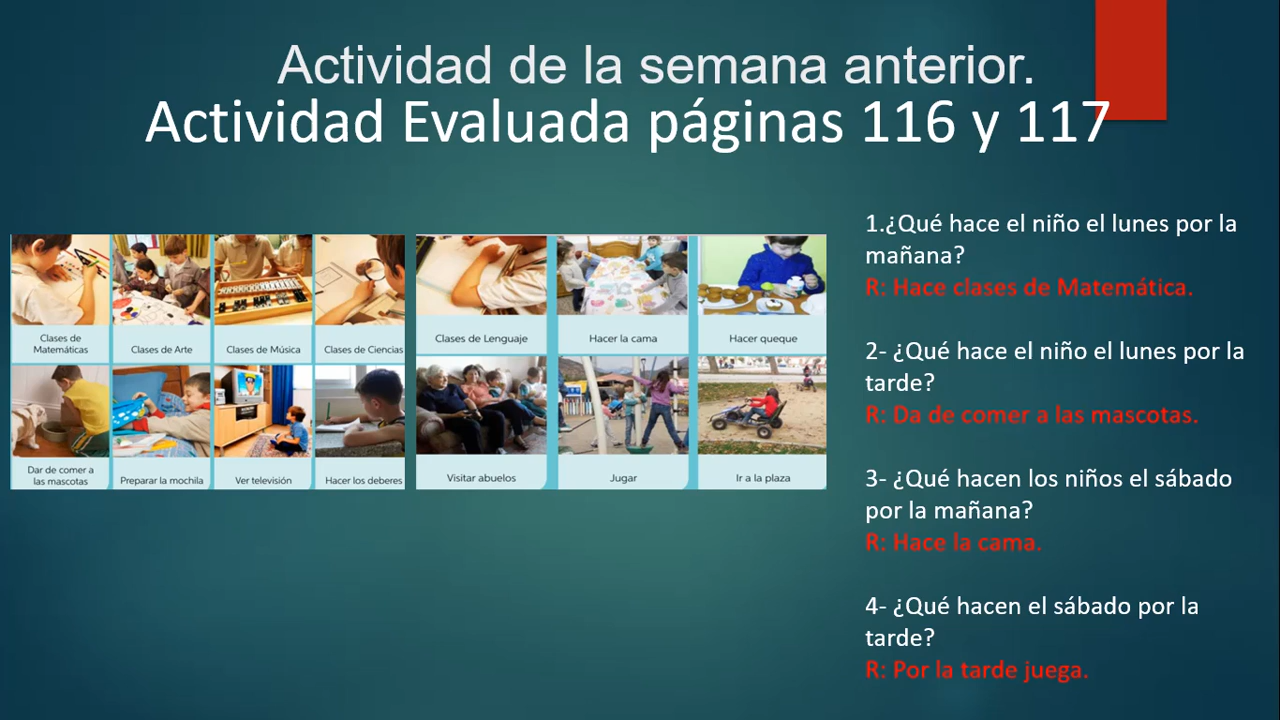 Actividad de la semana anterior.
Actividad Evaluada páginas 116 y 117
Clases de
Matemáticas
Clases de Arte
Clases de Música
Clases de Ciencias
Dar de comer a
las mascotas
Preparar la mochila
Ver televisión
Hacer los deberes
Clases de Lenguaje
Hacer la cama
Hacer queque
Visitar abuelos
Jugar
Ir a la plaza
1.¿Qué hace el niño el lunes por la
mañana?
R: Hace clases de Matemática.
2- ¿Qué hace el niño el lunes por la
tarde?
R: Da de comer a las mascotas.
3- ¿Qué hacen los niños el sábado
por la mañana?
R: Hace la cama.
4- ¿Qué hacen el sábado por la
tarde?
R: Por la tarde juega.